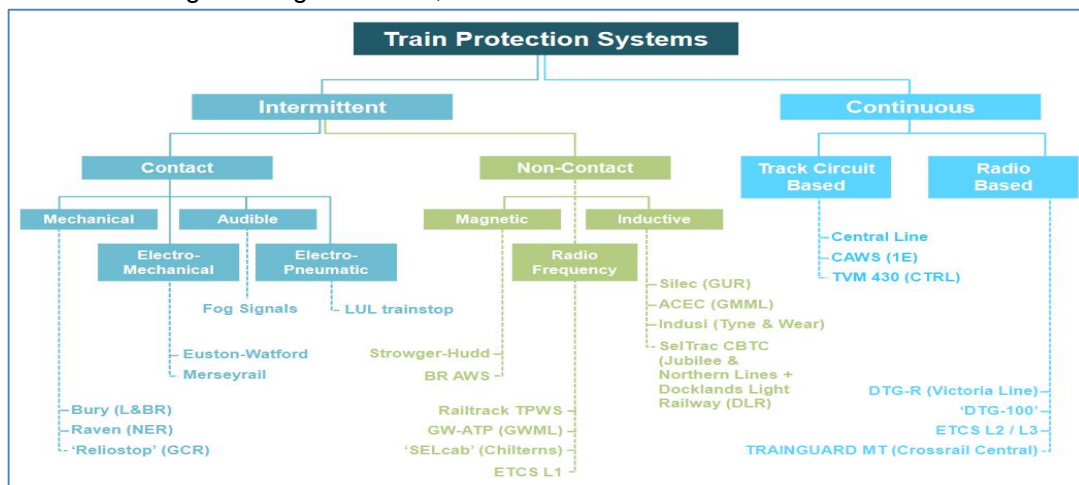 Train Protection Systems
Intermittent
Continuous
Contact
Non-Contact
Track Circuit
Based
Radio
Based
Mechanical
Audible
Magnetic
Inductive
Electro-
Mechanical
Electro-
Pneumatic
Radio
Frequency
Fog Signals
LUL trainstop
Euston-Watford
Merseyrail
Bury (L&BR)
Raven (NER)
‘Reliostop’ (GCR)
Strowger-Hudd
BR AWS
Railtrack TPWS
GW-ATP (GWML)
‘SELcab’ (Chilterns)
ETCS L1
Silec (GUR)
ACEC (GMML)
Indusi (Tyne & Wear)
SelTrac CBTC
(Jubilee &
Northern Lines +
Docklands Light
Railway (DLR)
Central Line
CAWS (1E)
TVM 430 (CTRL)
DTG-R (Victoria Line)
‘DTG-100’
ETCS L2 / L3
TRAINGUARD MT (Crossrail Central)